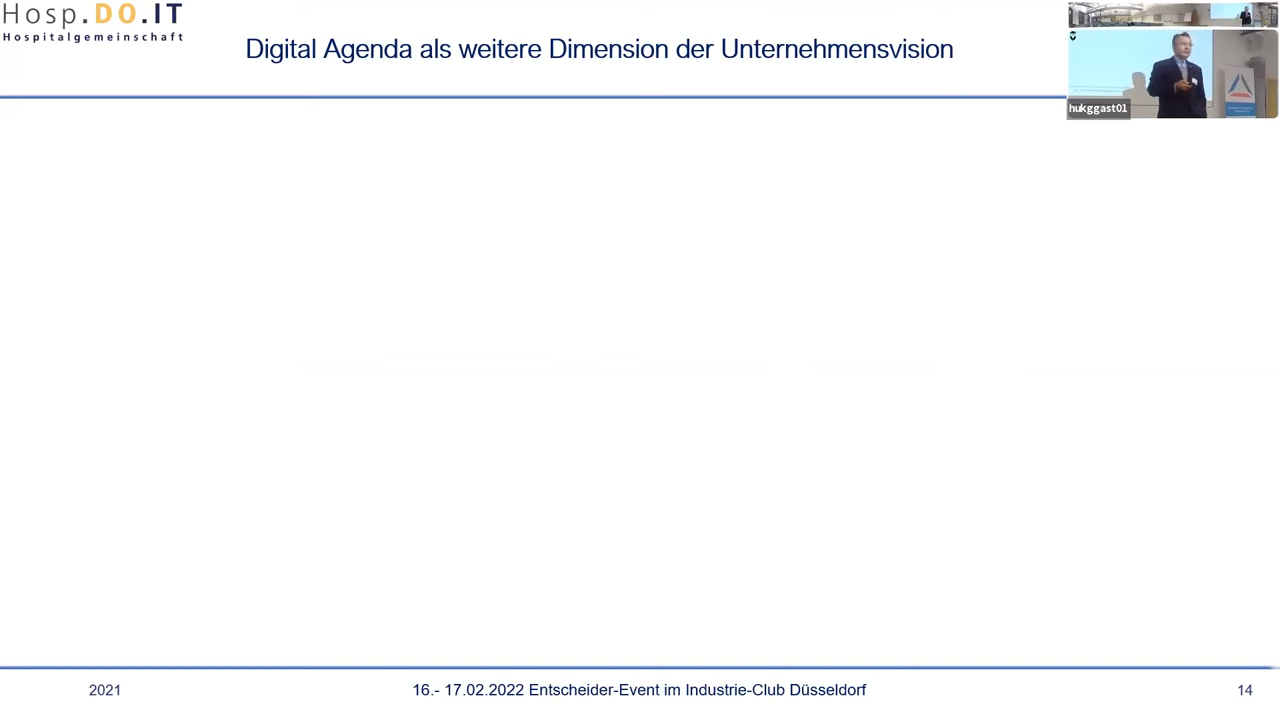 Hosp.DO.IT
Hospitalgemeinschaft
Digital Agenda als weitere Dimension der Unternehmensvision
hukggast01
2021
16.- 17.02.2022 Entscheider-Event im Industrie-Club Düsseldorf
14